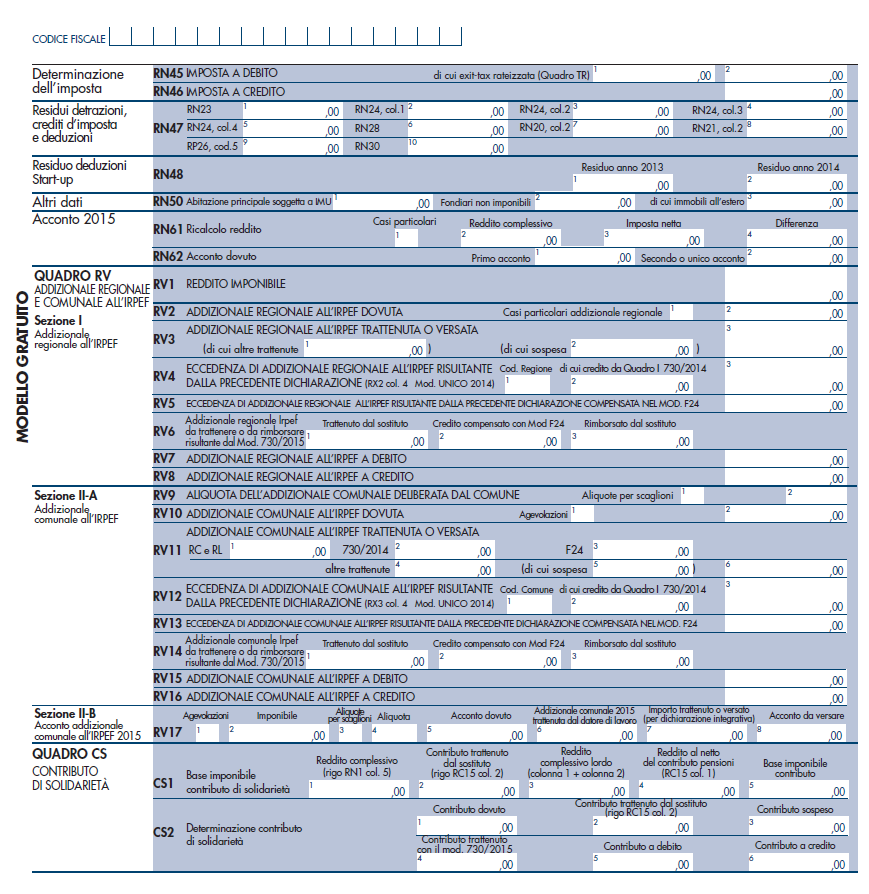 CODICE FISCALE
Determinazione dell'imposta
RN45 IMPOSTA A DEBITO di cui exit-tax rateizzata (Quadro TR) 1 ,00 2 ,00
RN46 IMPOSTA A CREDITO ,00
Residui detrazioni, crediti d'imposta e deduzioni
RN47 RN23 1 ,00 RN24, col.1 2 ,00 RN24, col.2 3 ,00 RN24, col.3 4 ,00
RN24, col.4 5 ,00 RN28 6 ,00 RN20, col.2 7 ,00 RN21, col.2 8 ,00
RP26, cod.5 9 ,00 RN30 10 ,00
Residuo deduzioni Start-up
RN48 Residuo anno 2013 Residuo anno 2014
1 ,00 2 ,00
Altri dati
RN50 Abitazione principale soggetta a IMU 1 ,00 Fondiari non imponibili 2 ,00 di cui immobili all'estero 3 ,00
Acconto 2015
Casi particolari Reddito complessivo Imposta netta Differenza
RN61 Ricalcolo reddito 1 2 ,00 3 ,00 4 ,00
RN62 Acconto dovuto Primo acconto 1 ,00 Secondo o unico acconto 2 ,00
MODELLO GRATUITO
QUADRO RV
ADDIZIONALE REGIONALE
E COMUNALE ALL'IRPEF
RV1 REDDITO IMPONIBILE ,00
Sezione I
Addizionale
regionale all'IRPEF
RV2 ADDIZIONALE REGIONALE ALL'IRPEF DOVUTA Casi particolari addizionale regionale 1 2 ,00
RV3 ADDIZIONALE REGIONALE ALL'IRPEF TRATTENUTA O VERSATA 3
(di cui altre trattenute 1 ,00 ) (di cui sospesa 2 ,00 ) ,00
RV4 ECCEDENZA DI ADDIZIONALE REGIONALE ALL'IRPEF RISULTANTE Cod. Regione di cui credito da Quadro I 730/2014 3
DALLA PRECEDENTE DICHIARAZIONE (RX2 col. 4 Mod. UNICO 2014) 1 2 ,00 ,00
RV5 ECCEDENZA DI ADDIZIONALE REGIONALE ALL'IRPEF RISULTANTE DALLA PRECEDENTE DICHIARAZIONE COMPENSATA NEL MOD. F24 ,00
RV6 Addizionale regionale Irpef Trattenuto dal sostituto Credito compensato con Mod F24 Rimborsato dal sostituto
da trattenere o da rimborsare
risultante dal Mod. 730/2015 1 ,00 2 ,00 3 ,00
RV7 ADDIZIONALE REGIONALE ALL'IRPEF A DEBITO ,00
RV8 ADDIZIONALE REGIONALE ALL'IRPEF A CREDITO ,00
Sezione II-A
Addizionale
comunale all'IRPEF
RV9 ALIQUOTA DELL'ADDIZIONALE COMUNALE DELIBERATA DAL COMUNE Aliquote per scaglioni 1 2
RV10 ADDIZIONALE COMUNALE ALL'IRPEF DOVUTA Agevolazioni 1 2 ,00
ADDIZIONALE COMUNALE ALL'IRPEF TRATTENUTA O VERSATA
RV11 RC e RL 1 ,00 730/2014 2 ,00 F24 3 ,00
altre trattenute 4 ,00 (di cui sospesa 5 ,00 ) 6 ,00
RV12 ECCEDENZA DI ADDIZIONALE COMUNALE ALL'IRPEF RISULTANTE Cod. Comune di cui credito da Quadro I 730/2014 3
DALLA PRECEDENTE DICHIARAZIONE (RX3 col. 4 Mod. UNICO 2014) 1 2 ,00 ,00
RV13 ECCEDENZA DI ADDIZIONALE COMUNALE ALL'IRPEF RISULTANTE DALLA PRECEDENTE DICHIARAZIONE COMPENSATA NEL MOD. F24 ,00
RV14 Addizionale comunale Irpef Trattenuto dal sostituto Credito compensato con Mod F24 Rimborsato dal sostituto
da trattenere o da rimborsare
risultante dal Mod. 730/2015 1 ,00 2 ,00 3 ,00
RV15 ADDIZIONALE COMUNALE ALL'IRPEF A DEBITO ,00
RV16 ADDIZIONALE COMUNALE ALL'IRPEF A CREDITO ,00
Sezione II-B
Acconto addizionale
comunale all'IRPEF 2015
Agevolazioni Imponibile Aliquote per scaglioni Aliquota Acconto dovuto Addizionale comunale 2015 trattenuta dal datore di lavoro Importo trattenuto o versato (per dichiarazione integrativa) Acconto da versare
RV17 1 2 ,00 3 4 5 ,00 6 ,00 7 ,00 8 ,00
QUADRO CS
CONTRIBUTO
DI SOLIDARIETÀ
Reddito complessivo (rigo RN1 col. 5) Contributo trattenuto dal sostituto (rigo RC15 col. 2) Reddito complessivo lordo (colonna 1 + colonna 2) Reddito al netto del contributo pensioni (RC15 col. 1) Base imponibile contributo
CS1 Base imponibile contributo di solidarietà 1 ,00 2 ,00 3 ,00 4 ,00 5 ,00
Contributo dovuto Contributo trattenuto dal sostituto (rigo RC15 col. 2) Contributo sospeso
CS2 Determinazione contributo di solidarietà 1 ,00 2 ,00 3 ,00
Contributo trattenuto con il mod. 730/2015 Contributo a debito Contributo a credito
4 ,00 5 ,00 6 ,00